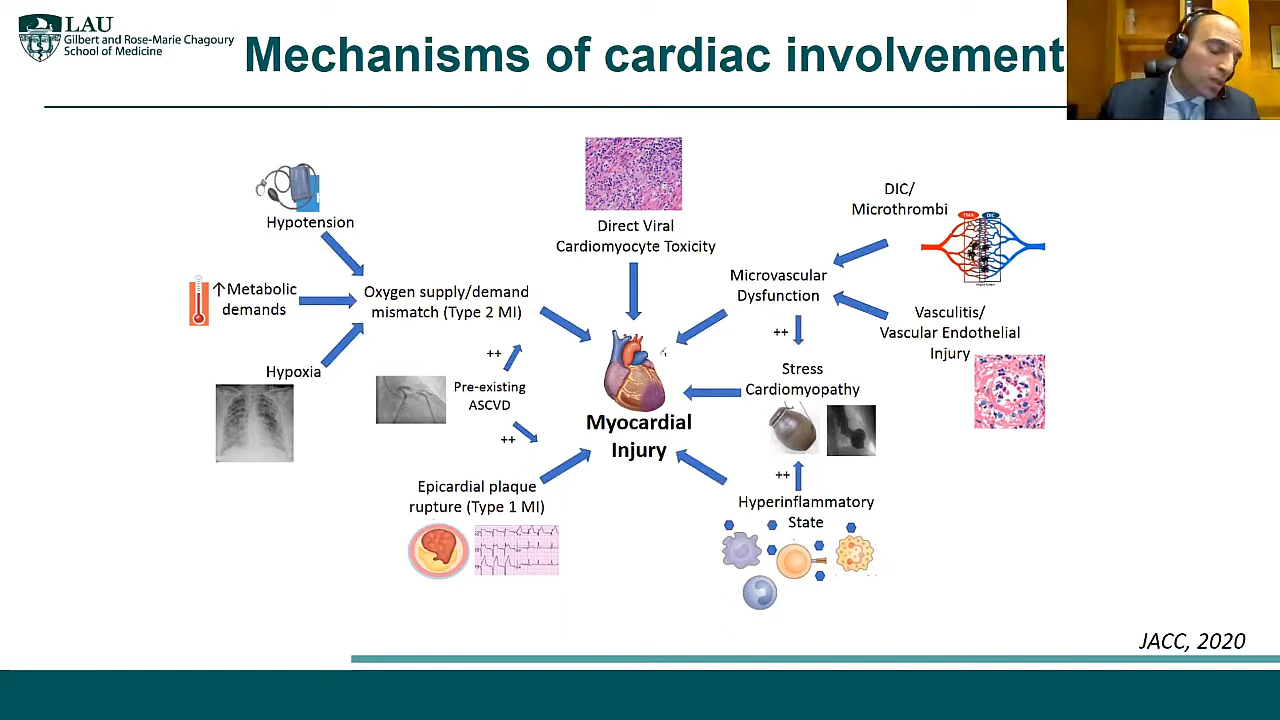 LAU
Gilbert and Rose-Marie Chagoury
School of Medicine
Mechanisms of cardiac involvement
Hypotension
↑Metabolic
demands
Hypoxia
Oxygen supply/demand
mismatch (Type 2 MI)
++
Pre-existing
ASCVD
++
Epicardial plaque
rupture (Type 1 MI)
Direct Viral
Cardiomyocyte Toxicity
Myocardial
Injury
DIC/
Microthrombi
TMA
DIC
Microvascular
Dysfunction
Vasculitis/
Vascular Endothelial
Injury
++
Stress
Cardiomyopathy
++
Hyperinflammatory
State
JACC, 2020